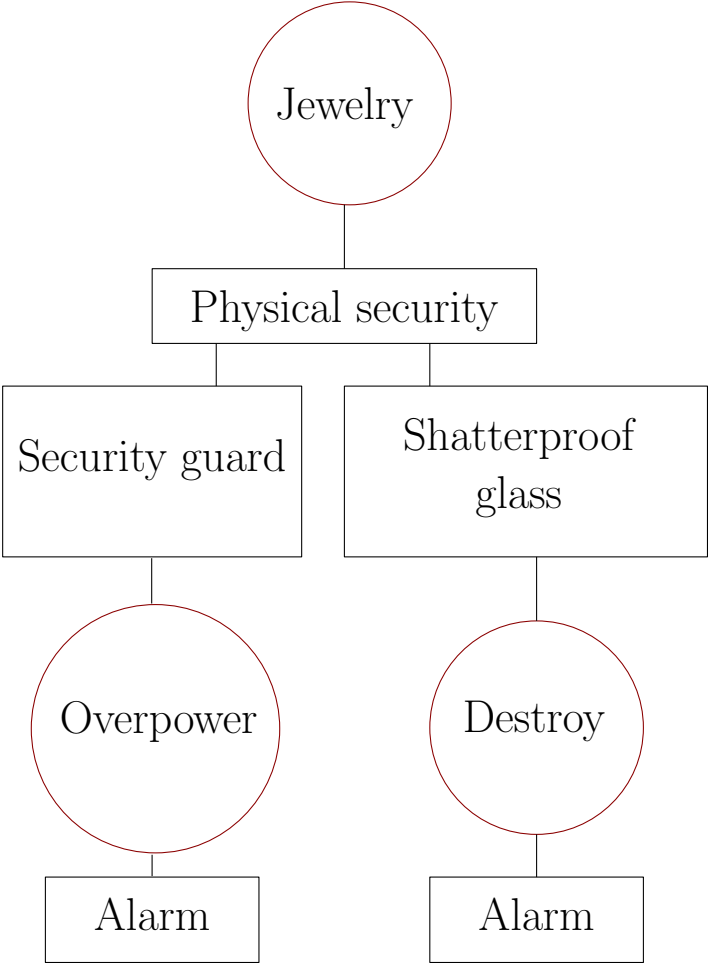 Jewelry
Physical security
Security guard
Shatterproof
glass
Overpower
Destroy
Alarm
Alarm